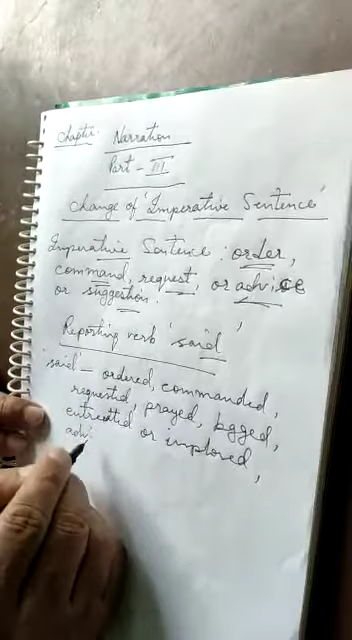 Chapter: Narration
Part - III
Change of 'Imperative Sentence'
Imperative Sentence : order,
command, request, or advice
or suggestion.
Reporting verb 'said'
'said' - ordered, commanded,
requested, prayed, begged,
entreated or implored,
adv